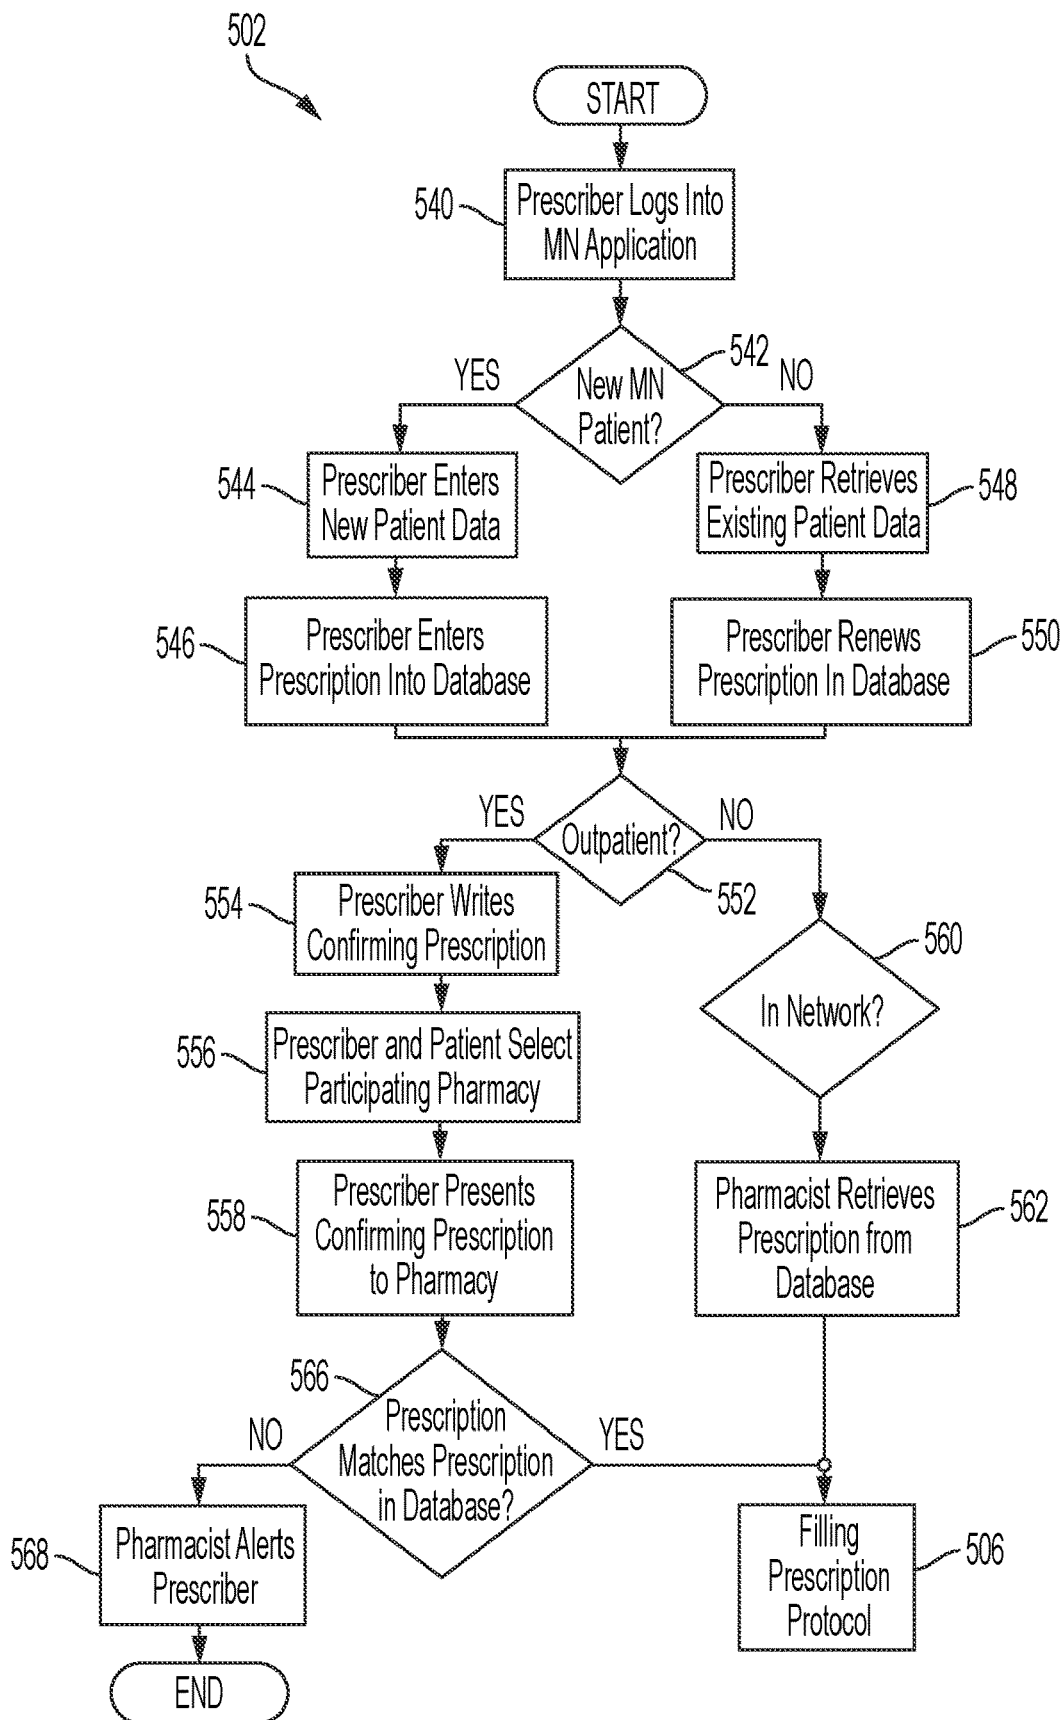 502
START
540
Prescriber Logs Into
MN Application
542
YES
NO
New MN
Patient?
544
Prescriber Enters
New Patient Data
Prescriber Retrieves
Existing Patient Data
548
546
Prescriber Enters
Prescription Into Database
Prescriber Renews
Prescription In Database
550
YES
NO
Outpatient?
552
554
Prescriber Writes
Confirming Prescription
560
In Network?
556
Prescriber and Patient Select
Participating Pharmacy
558
Prescriber Presents
Confirming Prescription
to Pharmacy
Pharmacist Retrieves
Prescription from
Database
562
566
NO
YES
Prescription
Matches Prescription
in Database?
568
Pharmacist Alerts
Prescriber
Filling
Prescription
Protocol
506
END